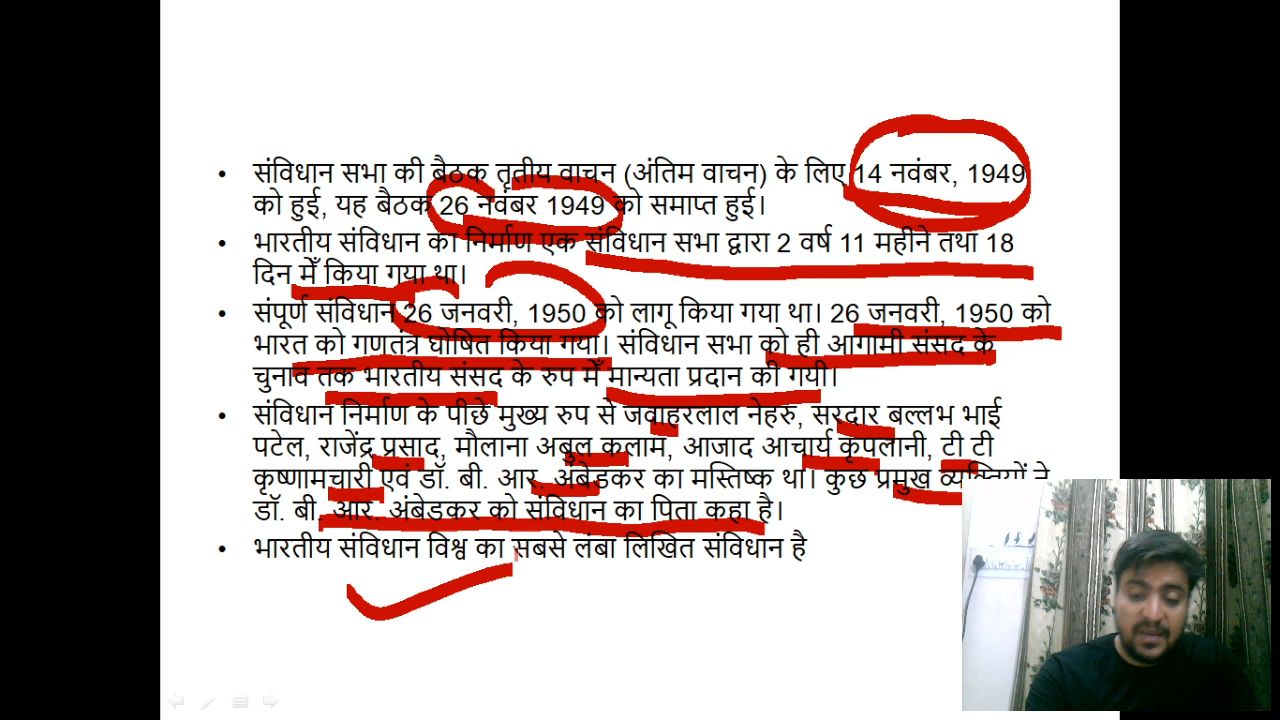 • संविधान सभा की बैठक तृतीय वाचन (अंतिम वाचन) के लिए 14 नवंबर, 1949
को हुई, यह बैठक 26 नवंबर 1949 को समाप्त हुई।
• भारतीय संविधान का निर्माण एक संविधान सभा द्वारा 2 वर्ष 11 महीने तथा 18
दिन मेँ किया गया था।
• संपूर्ण संविधान 26 जनवरी, 1950 को लागू किया गया था। 26 जनवरी, 1950 को
भारत को गणतंत्र घोषित किया गया। संविधान सभा को ही आगामी संसद के
चुनाव तक भारतीय संसद के रुप मेँ मान्यता प्रदान की गयी।
• संविधान निर्माण के पीछे मुख्य रुप से जवाहरलाल नेहरु, सरदार बल्लभ भाई
पटेल, राजेंद्र प्रसाद, मौलाना अबुल कलाम, आजाद आचार्य कृपलानी, टी टी
कृष्णामचारी एवं डॉ. बी. आर. अंबेडकर का मस्तिष्क था। कुछ प्रमुख व्यक्तियों ने
डॉ. बी. आर. अंबेडकर को संविधान का पिता कहा है।
• भारतीय संविधान विश्व का सबसे लंबा लिखित संविधान है